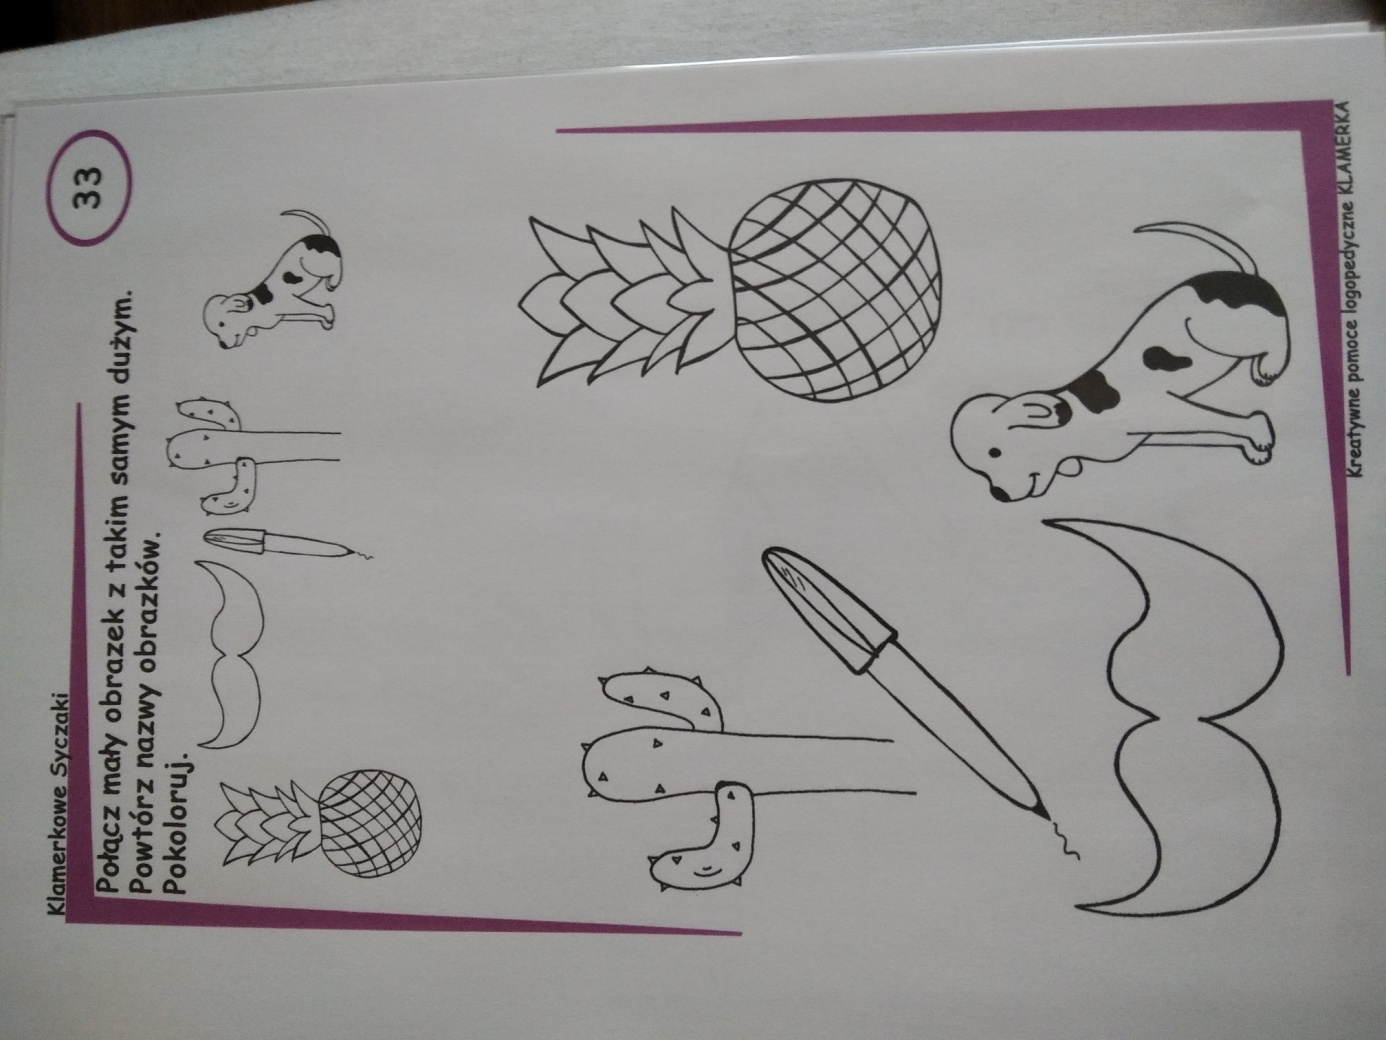 Klamerkowe Syczaki
33
Połącz mały obrazek z takim samym dużym.
Powtórz nazwy obrazków.
Pokoloruj.
Kreatywne pomoce logopedyczne KLAMERKA